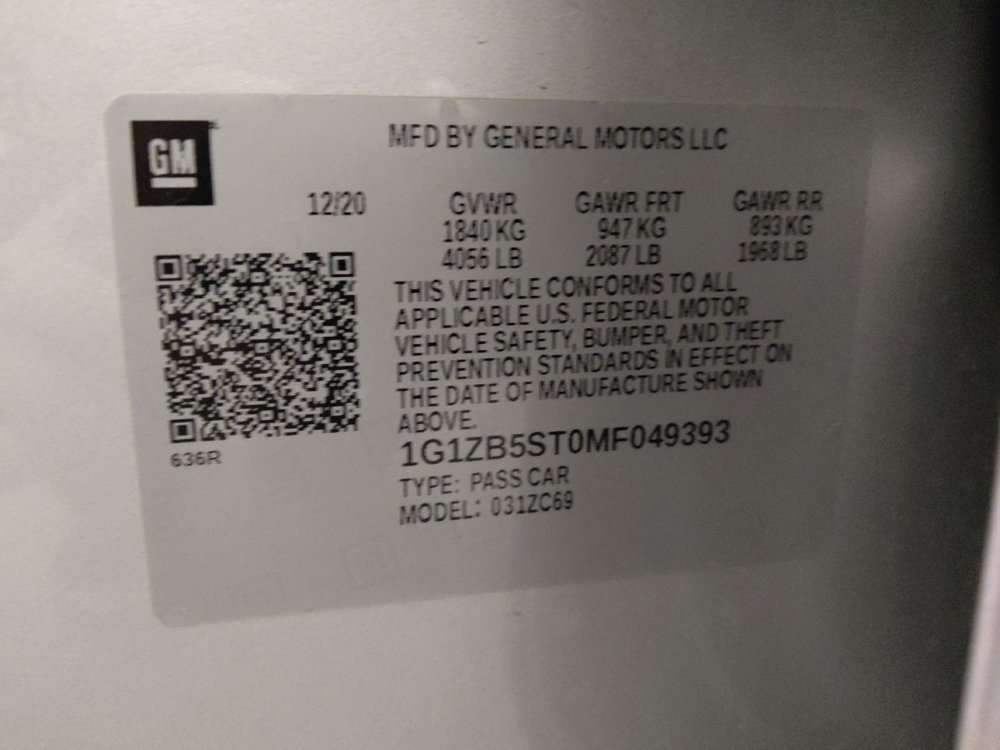 GM
MFD BY GENERAL MOTORS LLC
12/20 GVWR GAWR FRT GAWR RR
1840 KG 947 KG 893 KG
4056 LB 2087 LB 1968 LB
THIS VEHICLE CONFORMS TO ALL
APPLICABLE U.S. FEDERAL MOTOR
VEHICLE SAFETY, BUMPER, AND THEFT
PREVENTION STANDARDS IN EFFECT ON
THE DATE OF MANUFACTURE SHOWN
ABOVE.
636R
1G1ZB5ST0MF049393
TYPE: PASS CAR
MODEL: 031ZC69